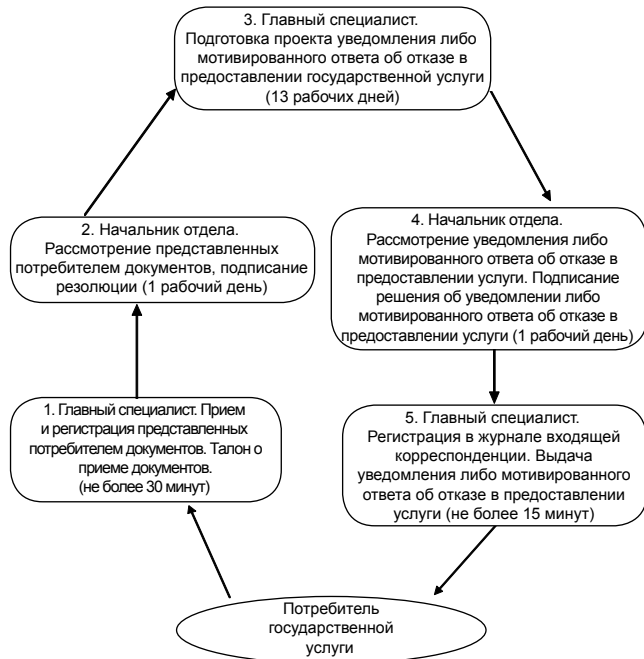 3. Главный специалист.
Подготовка проекта уведомления либо
мотивированного ответа об отказе в
предоставлении государственной услуги
(13 рабочих дней)
2. Начальник отдела.
Рассмотрение представленных
потребителем документов, подписание
резолюции (1 рабочий день)
4. Начальник отдела.
Рассмотрение уведомления либо
мотивированного ответа об отказе в
предоставлении услуги. Подписание
решения об уведомлении либо
мотивированного ответа об отказе в
предоставлении услуги (1 рабочий день)
1. Главный специалист. Прием
и регистрация представленных
потребителем документов. Талон о
приеме документов.
(не более 30 минут)
5. Главный специалист.
Регистрация в журнале входящей
корреспонденции. Выдача
уведомления либо мотивированного
ответа об отказе в предоставлении
услуги (не более 15 минут)
Потребитель
государственной
услуги